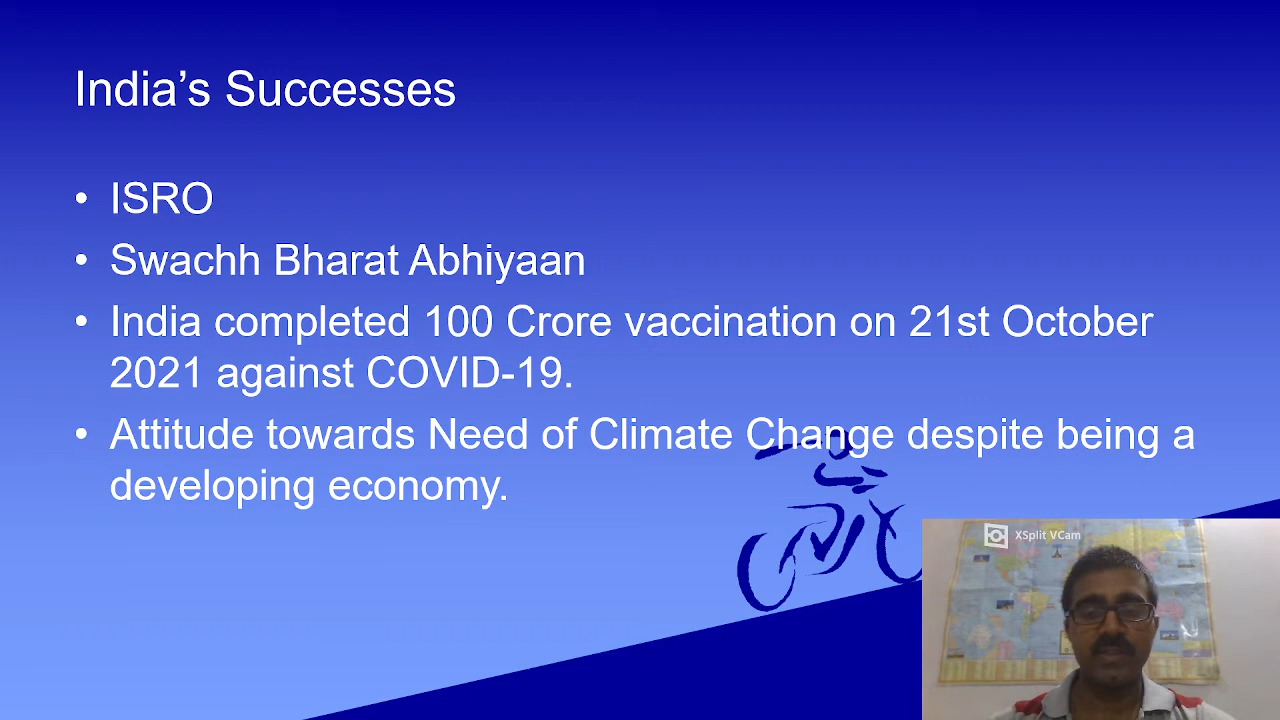 India’s Successes
• ISRO
• Swachh Bharat Abhiyaan
• India completed 100 Crore vaccination on 21st October
2021 against COVID-19.
• Attitude towards Need of Climate Change despite being a
developing economy.
XSplit VCam